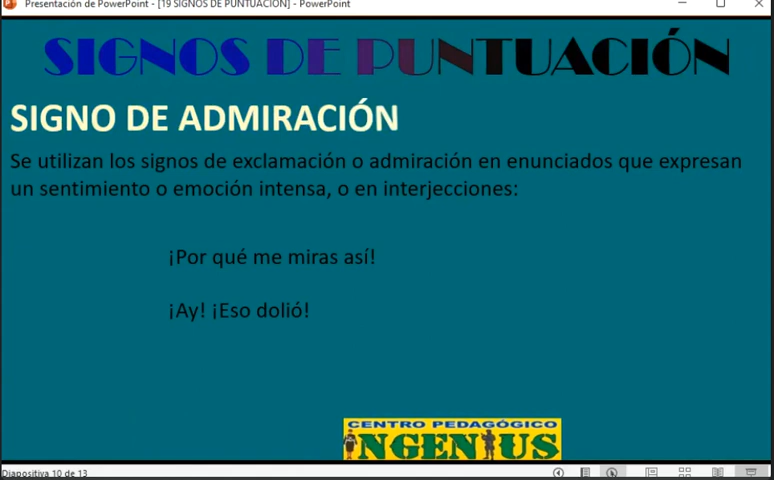 Presentación de PowerPoint - [19 SIGNOS DE PUNTUACION] - PowerPoint
SIGNOS DE PUNTUACIÓN
SIGNO DE ADMIRACIÓN
Se utilizan los signos de exclamación o admiración en enunciados que expresan
un sentimiento o emoción intensa, o en interjecciones:
¡Por qué me miras así!
¡Ay! ¡Eso dolió!
CENTRO PEDAGÓGICO
INGENIUS
Diapositiva 10 de 13